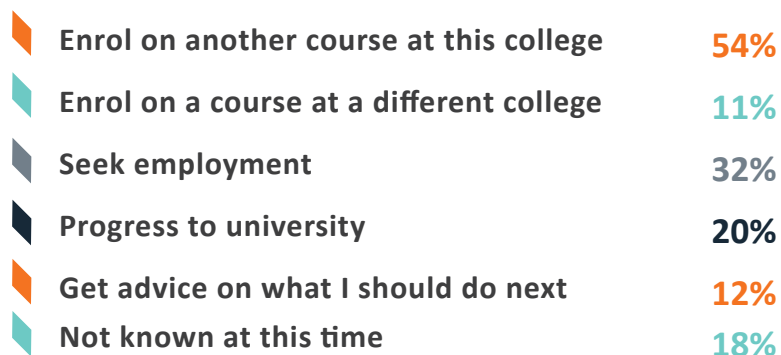 Enrol on another course at this college 54%
Enrol on a course at a different college 11%
Seek employment 32%
Progress to university 20%
Get advice on what I should do next 12%
Not known at this time 18%